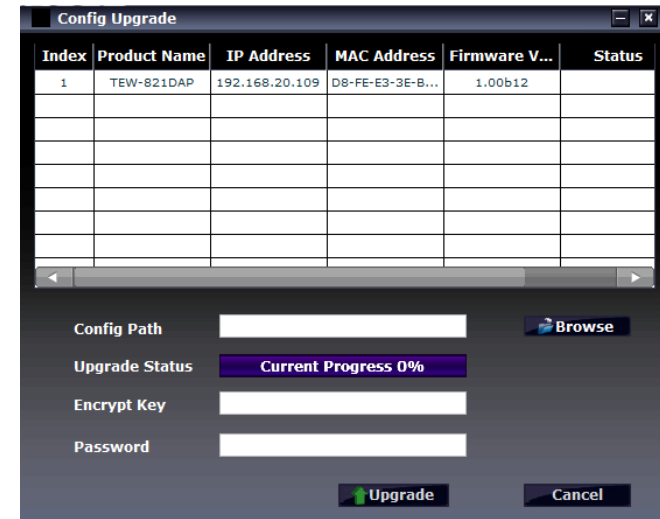 Config Upgrade
Index Product Name IP Address MAC Address Firmware V... Status
1 TEW-821DAP 192.168.20.109 D8-FE-E3-3E-B... 1.00b12
Config Path Browse
Upgrade Status Current Progress 0%
Encrypt Key
Password
Upgrade Cancel